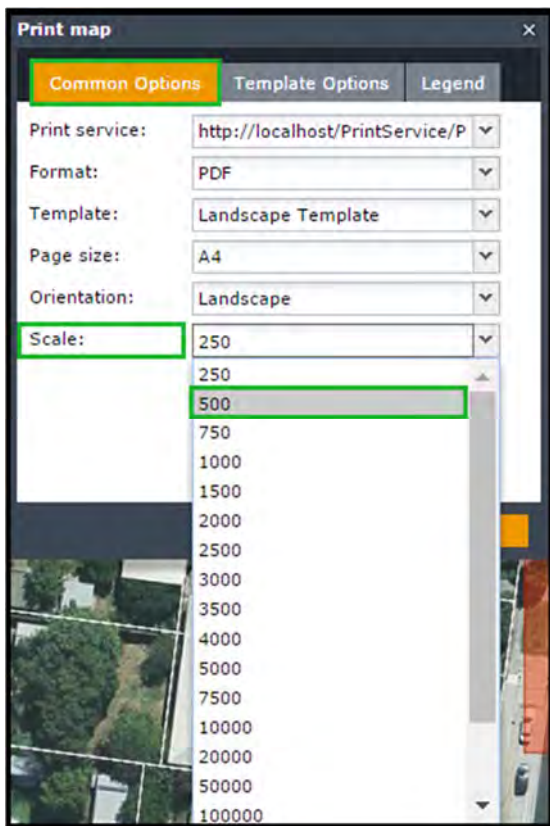 Print map ×
Common Options Template Options Legend
Print service: http://localhost/PrintService/P
Format: PDF
Template: Landscape Template
Page size: A4
Orientation: Landscape
Scale: 250
250
500
750
1000
1500
2000
2500
3000
3500
4000
5000
7500
10000
20000
50000
100000